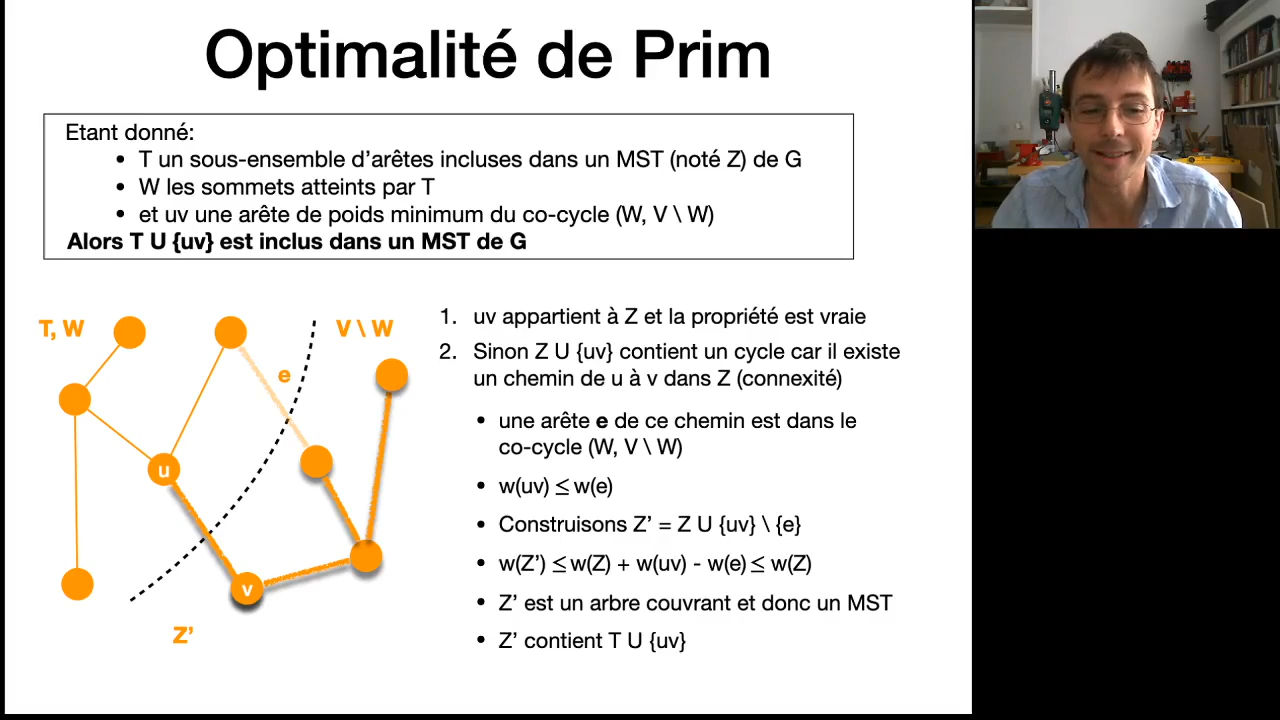 Optimalité de Prim
Etant donné:
• T un sous-ensemble d'arêtes incluses dans un MST (noté Z) de G
• W les sommets atteints par T
• et uv une arête de poids minimum du co-cycle (W, V \ W)
Alors T U {uv} est inclus dans un MST de G
T, W
V \ W
e
u
v
Z'
1. uv appartient à Z et la propriété est vraie
2. Sinon Z U {uv} contient un cycle car il existe
un chemin de u à v dans Z (connexité)
• une arête e de ce chemin est dans le
co-cycle (W, V \ W)
• w(uv) ≤ w(e)
• Construisons Z' = Z U {uv} \ {e}
• w(Z') ≤ w(Z) + w(uv) - w(e) ≤ w(Z)
• Z' est un arbre couvrant et donc un MST
• Z' contient T U {uv}